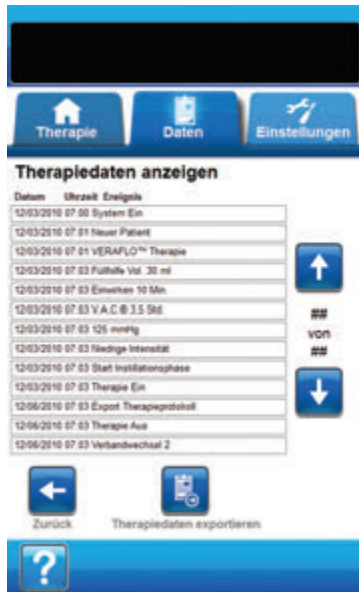 Therapie
Daten
Einstellungen
Therapiedaten anzeigen
Datum Uhrzeit Ereignis
12/03/2010 07:00 System Ein
12/03/2010 07:01 Neuer Patient
12/03/2010 07:01 VERAFLO™ Therapie
12/03/2010 07:03 Füllhilfe Vol. 30 ml
12/03/2010 07:03 Einwirken 10 Min.
12/03/2010 07:03 V.A.C.® 3,5 Std.
12/03/2010 07:03 125 mmHg
12/03/2010 07:03 Niedrige Intensität
12/03/2010 07:03 Start Instillationsphase
12/03/2010 07:03 Therapie Ein
12/06/2010 07:03 Export Therapieprotokoll
12/06/2010 07:03 Therapie Aus
12/06/2010 07:03 Verbandwechsel 2
##
von
##
Zurück
Therapiedaten exportieren
?